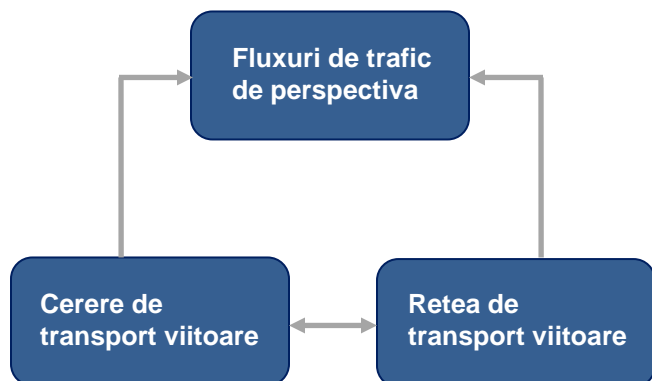 Fluxuri de trafic
de perspectiva
Cerere de
transport viitoare
Retea de
transport viitoare